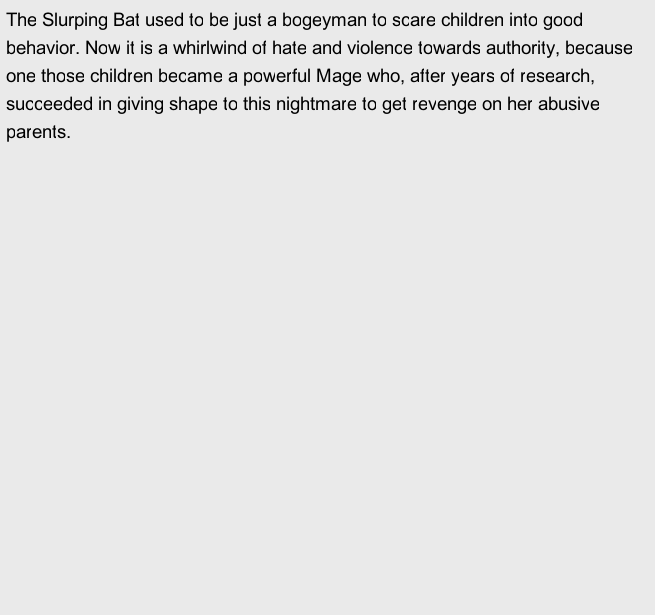 The Slurping Bat used to be just a bogeyman to scare children into good
behavior. Now it is a whirlwind of hate and violence towards authority, because
one those children became a powerful Mage who, after years of research,
succeeded in giving shape to this nightmare to get revenge on her abusive
parents.